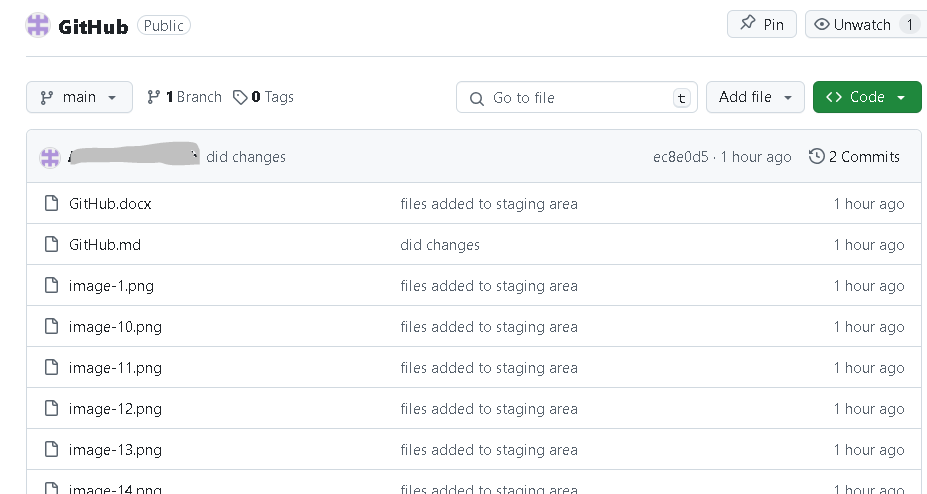 GitHub Public Pin Unwatch 1
main 1 Branch 0 Tags Go to file t Add file Code
did changes ec8e0d5 · 1 hour ago 2 Commits
GitHub.docx files added to staging area 1 hour ago
GitHub.md did changes 1 hour ago
image-1.png files added to staging area 1 hour ago
image-10.png files added to staging area 1 hour ago
image-11.png files added to staging area 1 hour ago
image-12.png files added to staging area 1 hour ago
image-13.png files added to staging area 1 hour ago
image-14.png files added to staging area 1 hour ago